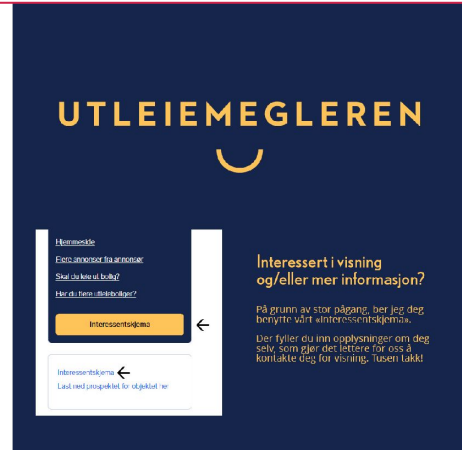 UTLEIEMEGLEREN
Hjemmeside
Flere annonser fra annonsør
Skal du leie ut bolig?
Har du flere utleieboliger?
Interessentskjema
Interessentskjema
Last ned prospektet for objektet her
Interessert i visning
og/eller mer informasjon?
På grunn av stor pågang, ber jeg deg
benytte vårt «Interessentskjema».
Der fyller du inn opplysninger om deg
selv, som gjør det lettere for oss å
kontakte deg for visning. Tusen takk!